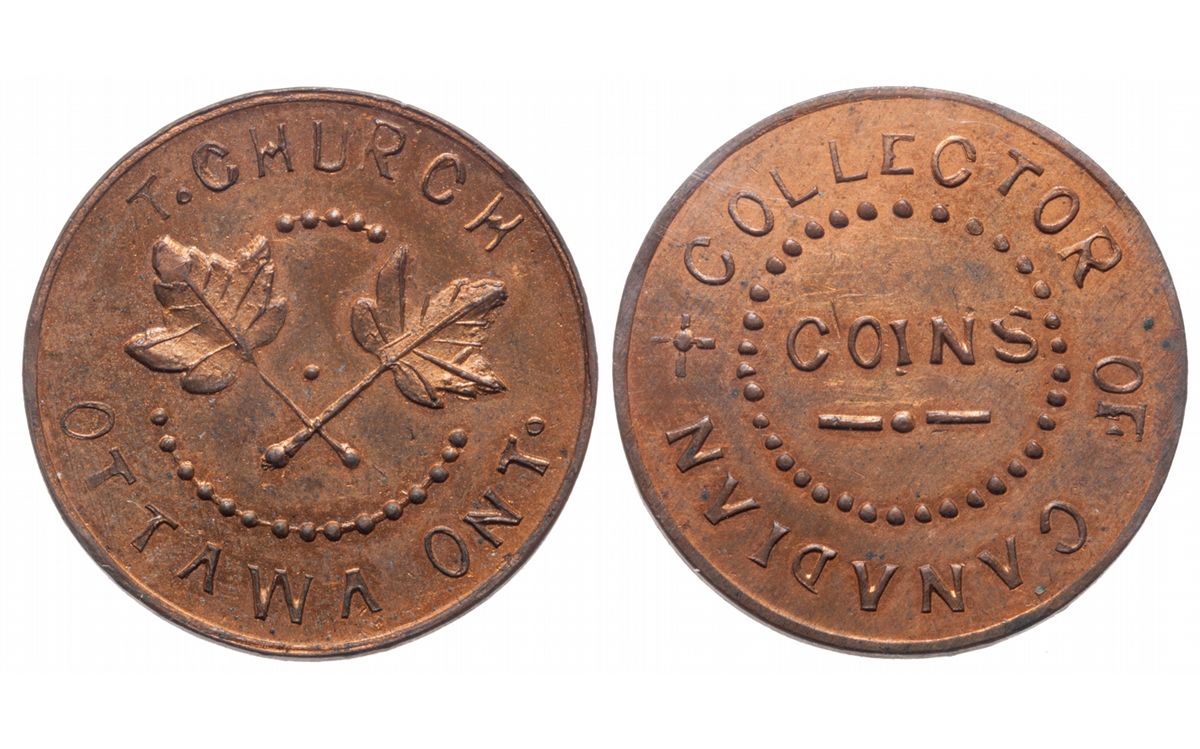 T. CHURCH
OTTAWA ONT.
COLLECTOR OF CANADIAN
COINS